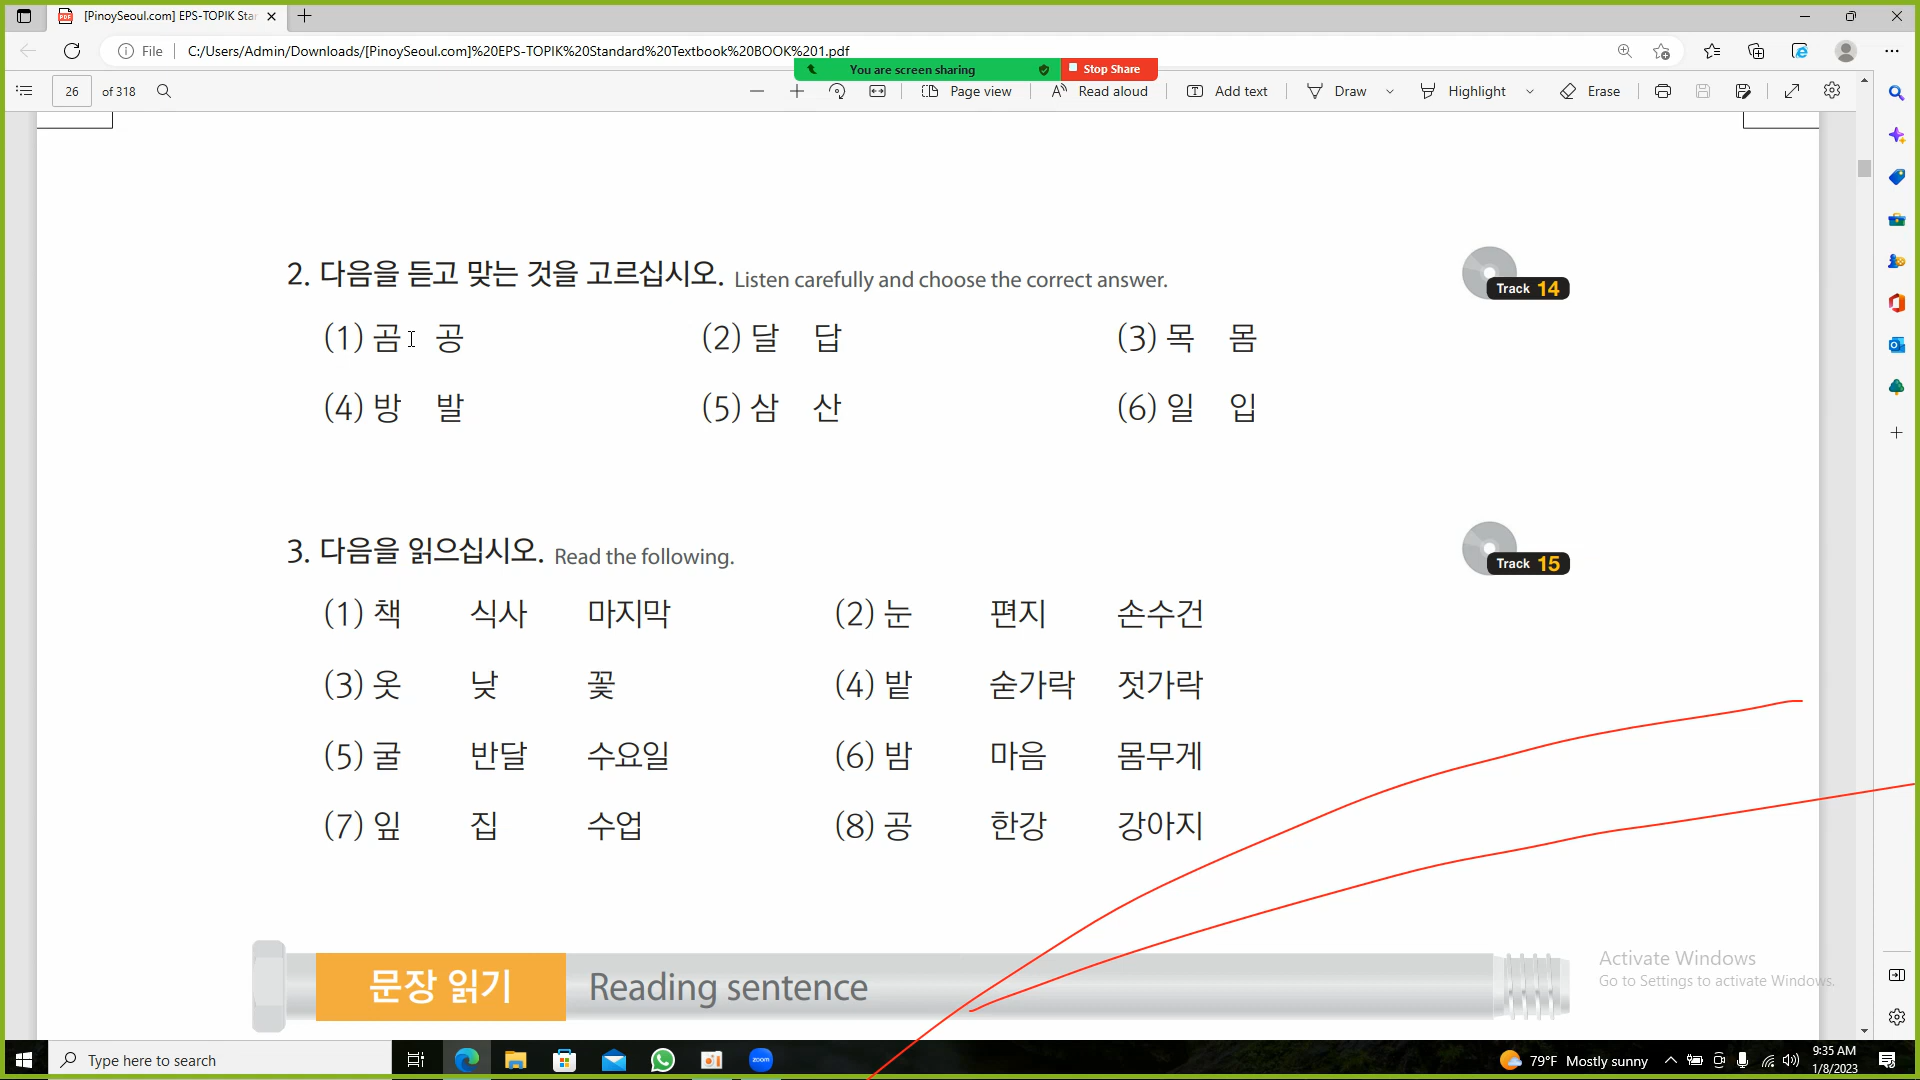 [PinoySeoul.com] EPS-TOPIK Sta
File C:/Users/Admin/Downloads/[PinoySeoul.com]%20EPS-TOPIK%20Standard%20Textbook%20BOOK%201.pdf
You are screen sharing Stop Share
26 of 318 Page view Read aloud Add text Draw Highlight Erase
2. 다음을 듣고 맞는 것을 고르십시오. Listen carefully and choose the correct answer. Track 14
(1) 곰 공 (2) 달 답 (3) 목 몸
(4) 방 발 (5) 삼 산 (6) 일 입
3. 다음을 읽으십시오. Read the following. Track 15
(1) 책 식사 마지막 (2) 눈 편지 손수건
(3) 옷 낮 꽃 (4) 밭 숟가락 젓가락
(5) 굴 반달 수요일 (6) 밤 마음 몸무게
(7) 잎 집 수업 (8) 공 한강 강아지
문장 읽기 Reading sentence
Activate Windows
Go to Settings to activate Windows.
Type here to search zoom 79°F Mostly sunny 9:35 AM
1/8/2023